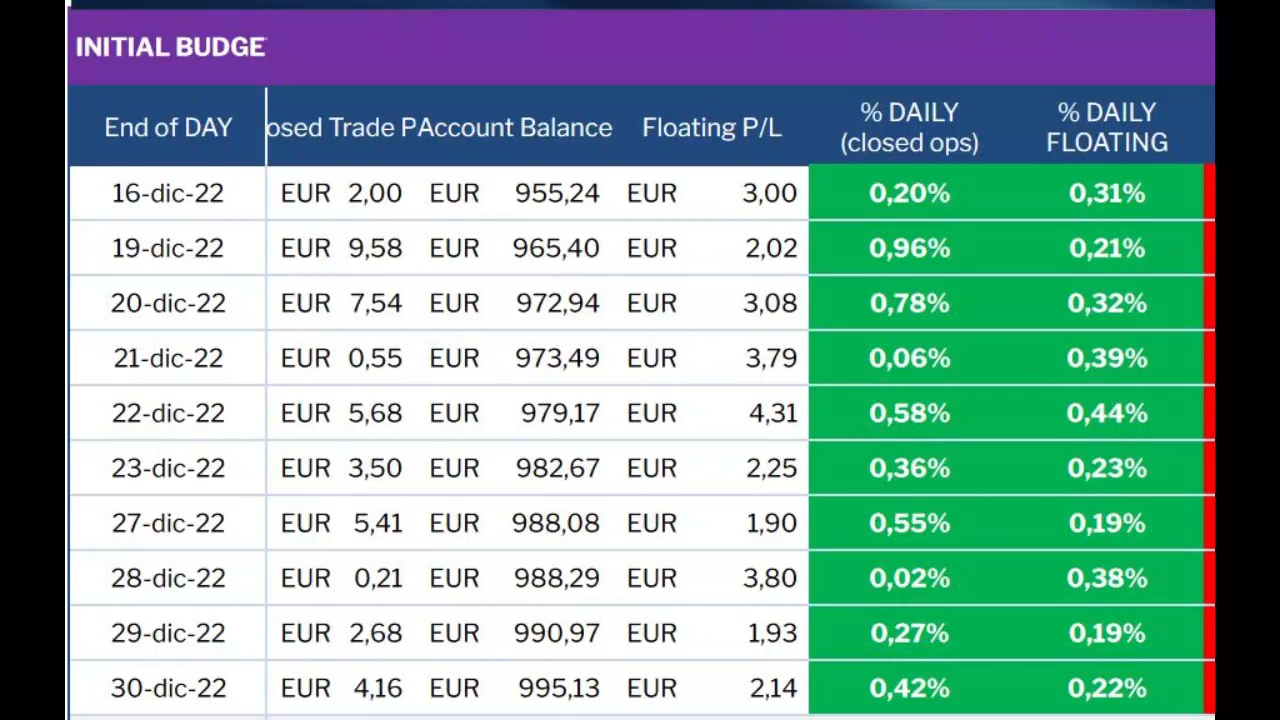 INITIAL BUDGE
End of DAY osed Trade P Account Balance Floating P/L % DAILY (closed ops) % DAILY FLOATING
16-dic-22 EUR 2,00 EUR 955,24 EUR 3,00 0,20% 0,31%
19-dic-22 EUR 9,58 EUR 965,40 EUR 2,02 0,96% 0,21%
20-dic-22 EUR 7,54 EUR 972,94 EUR 3,08 0,78% 0,32%
21-dic-22 EUR 0,55 EUR 973,49 EUR 3,79 0,06% 0,39%
22-dic-22 EUR 5,68 EUR 979,17 EUR 4,31 0,58% 0,44%
23-dic-22 EUR 3,50 EUR 982,67 EUR 2,25 0,36% 0,23%
27-dic-22 EUR 5,41 EUR 988,08 EUR 1,90 0,55% 0,19%
28-dic-22 EUR 0,21 EUR 988,29 EUR 3,80 0,02% 0,38%
29-dic-22 EUR 2,68 EUR 990,97 EUR 1,93 0,27% 0,19%
30-dic-22 EUR 4,16 EUR 995,13 EUR 2,14 0,42% 0,22%